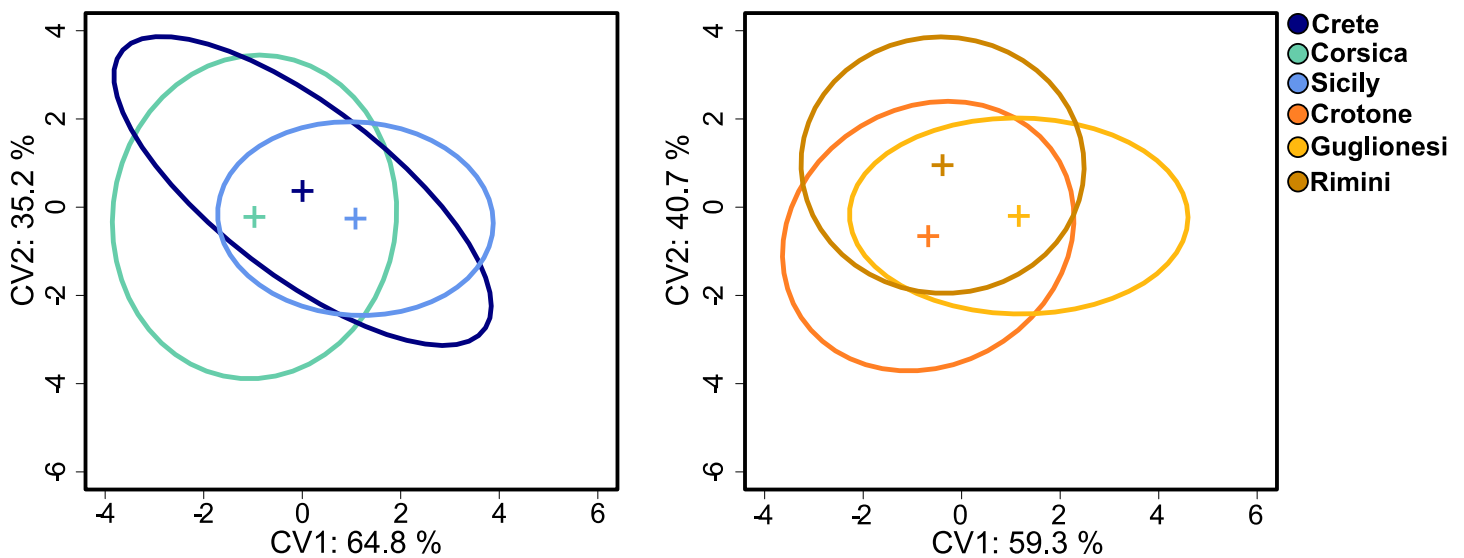 4
2
0
-2
-4
-6
CV2: 35.2 %
-4 -2 0 2 4 6
CV1: 64.8 %
4
2
0
-2
-4
-6
CV2: 40.7 %
-4 -2 0 2 4 6
CV1: 59.3 %
Crete
Corsica
Sicily
Crotone
Guglionesi
Rimini